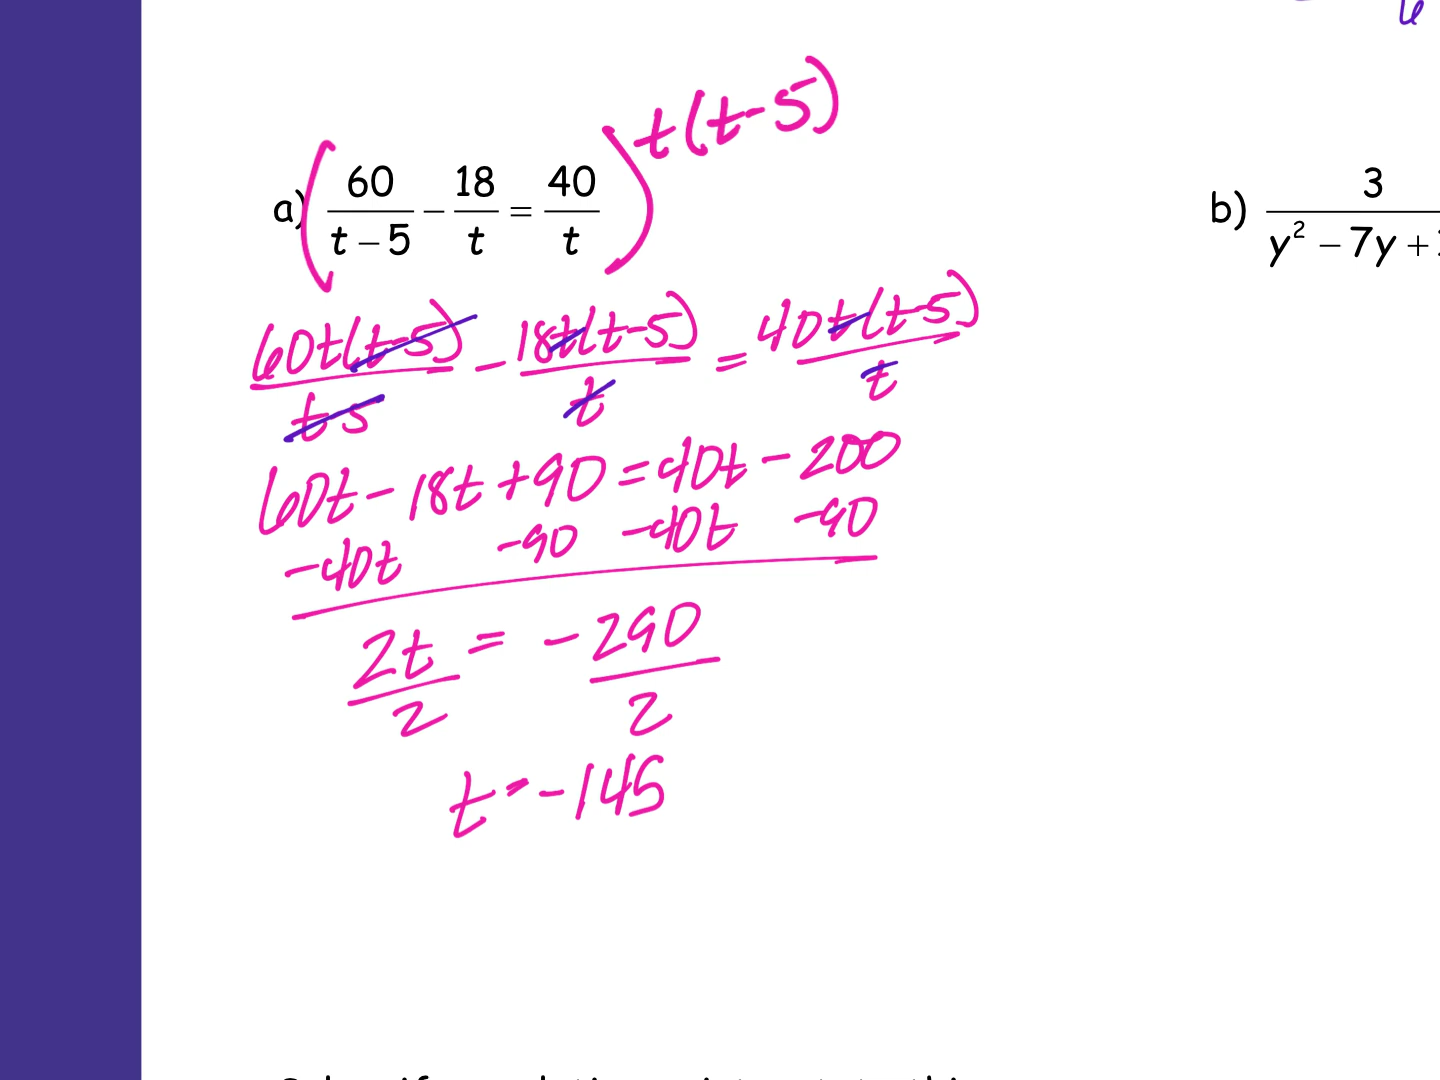 a) ( 60/(t – 5) – 18/t = 40/t ) t(t-5)
b) 3/(y² – 7y +
60t(t-5)/t-5 - 18t(t-5)/t = 40t(t-5)/t
60t - 18t + 90 = 40t - 200
-40t -90 -40t -90
2t/2 = -290/2
t = -145